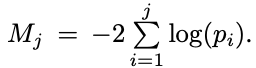 M_j = -2 \sum_{i=1}^{j} \log(p_i).